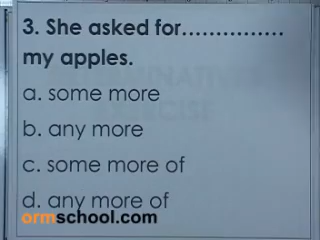 3. She asked for……………
my apples.
a. some more
b. any more
c. some more of
d. any more of
ormschool.com